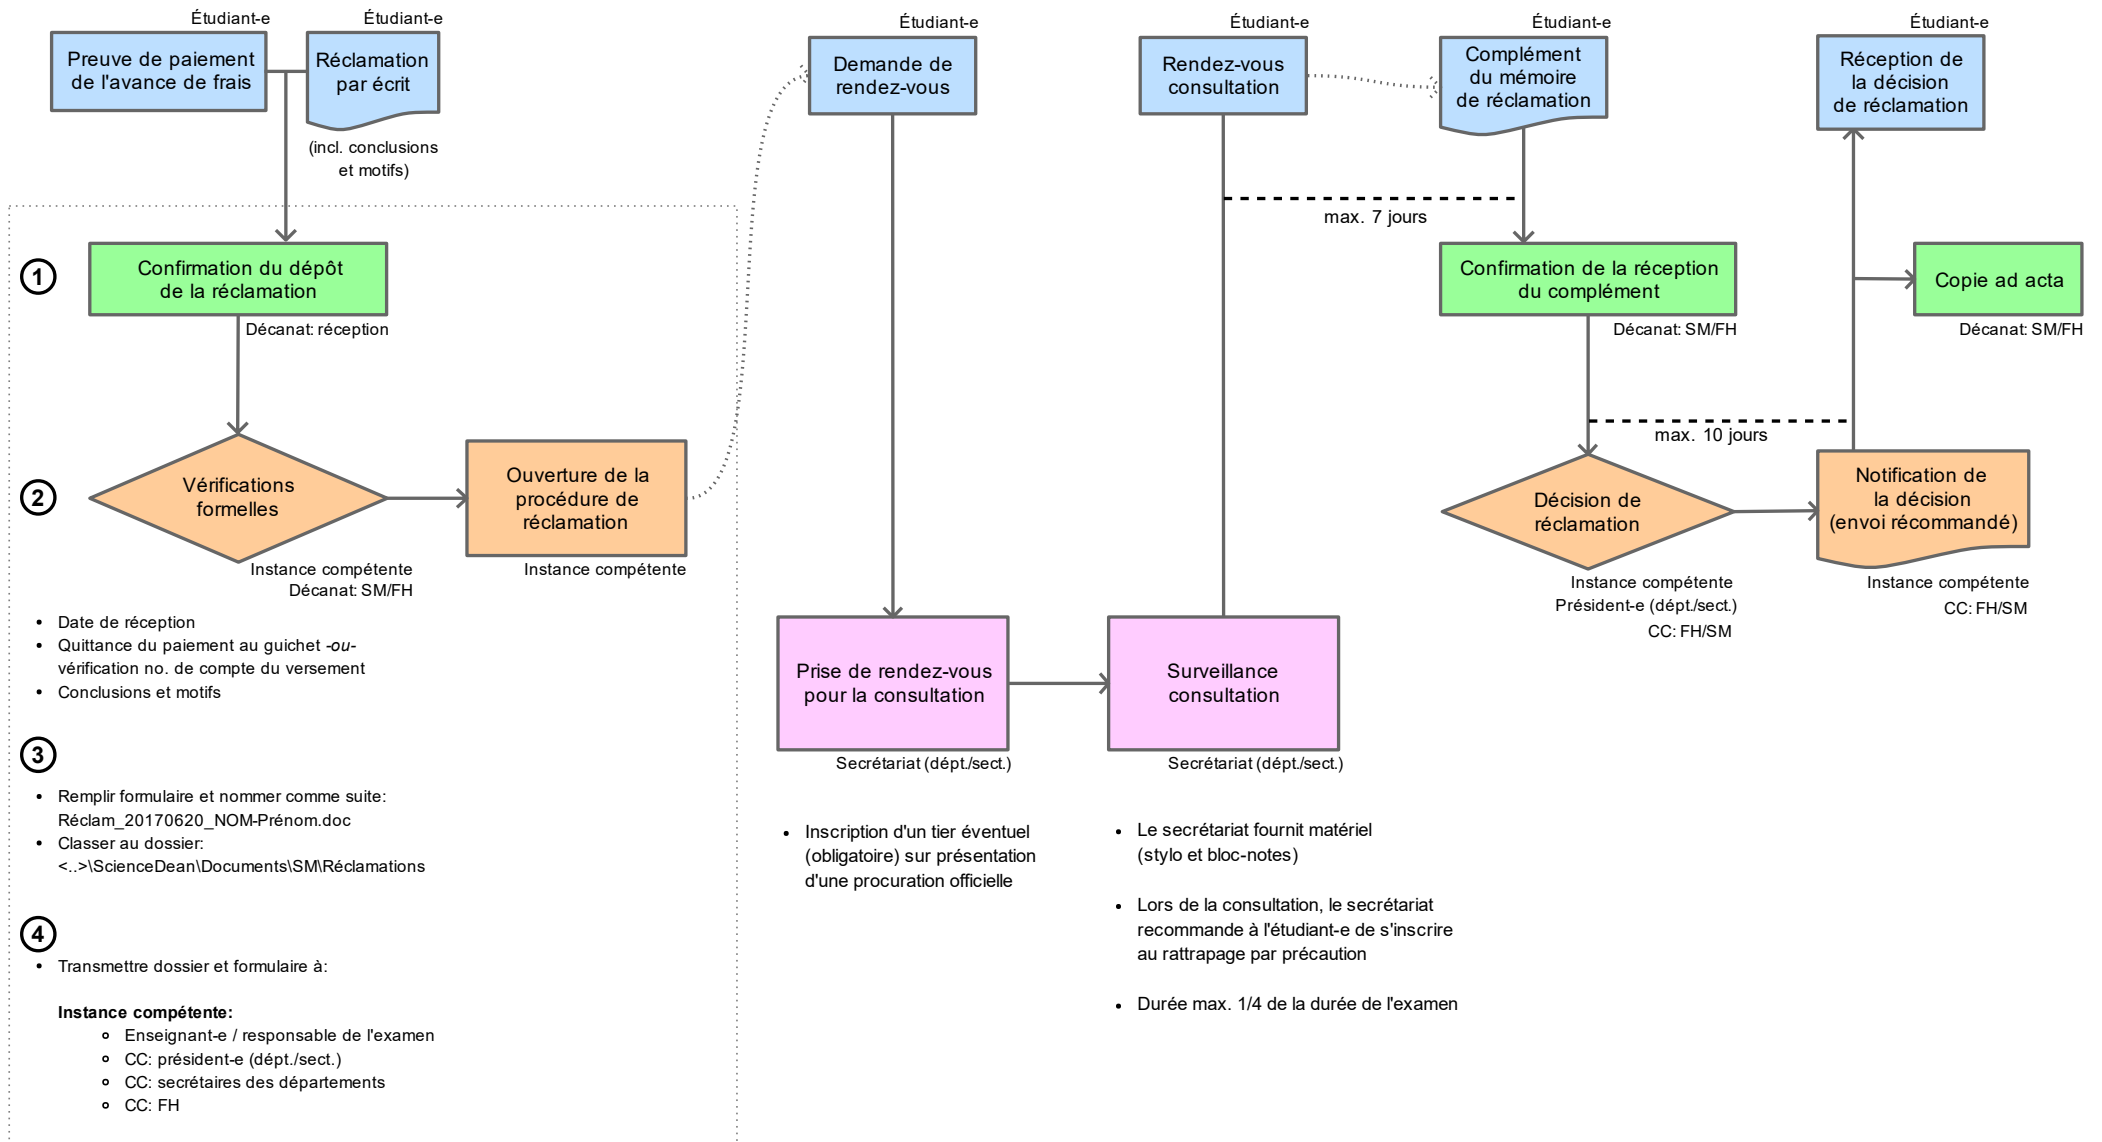 Étudiant-e
Preuve de paiement
de l'avance de frais
Étudiant-e
Réclamation
par écrit
(incl. conclusions
et motifs)
Étudiant-e
Demande de
rendez-vous
Étudiant-e
Rendez-vous
consultation
Étudiant-e
Complément
du mémoire
de réclamation
Étudiant-e
Réception de
la décision
de réclamation
max. 7 jours
1
Confirmation du dépôt
de la réclamation
Décanat: réception
Confirmation de la réception
du complément
Décanat: SM/FH
Copie ad acta
Décanat: SM/FH
max. 10 jours
2
Vérifications
formelles
Instance compétente
Décanat: SM/FH
Ouverture de la
procédure de
réclamation
Instance compétente
Décision de
réclamation
Instance compétente
Président-e (dépt./sect.)
CC: FH/SM
Notification de
la décision
(envoi récommandé)
Instance compétente
CC: FH/SM
• Date de réception
• Quittance du paiement au guichet -ou-
vérification no. de compte du versement
• Conclusions et motifs
Prise de rendez-vous
pour la consultation
Secrétariat (dépt./sect.)
Surveillance
consultation
Secrétariat (dépt./sect.)
3
• Remplir formulaire et nommer comme suite:
Réclam_20170620_NOM-Prénom.doc
• Classer au dossier:
<..>\ScienceDean\Documents\SM\Réclamations
• Inscription d'un tier éventuel
(obligatoire) sur présentation
d'une procuration officielle
• Le secrétariat fournit matériel
(stylo et bloc-notes)
• Lors de la consultation, le secrétariat
recommande à l'étudiant-e de s'inscrire
au rattrapage par précaution
• Durée max. 1/4 de la durée de l'examen
4
• Transmettre dossier et formulaire à:
Instance compétente:
Enseignant-e / responsable de l'examen
CC: président-e (dépt./sect.)
CC: secrétaires des départements
CC: FH